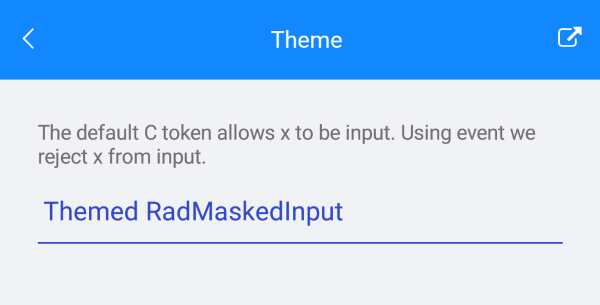 Theme
The default C token allows x to be input. Using event we
reject x from input.
Themed RadMaskedInput